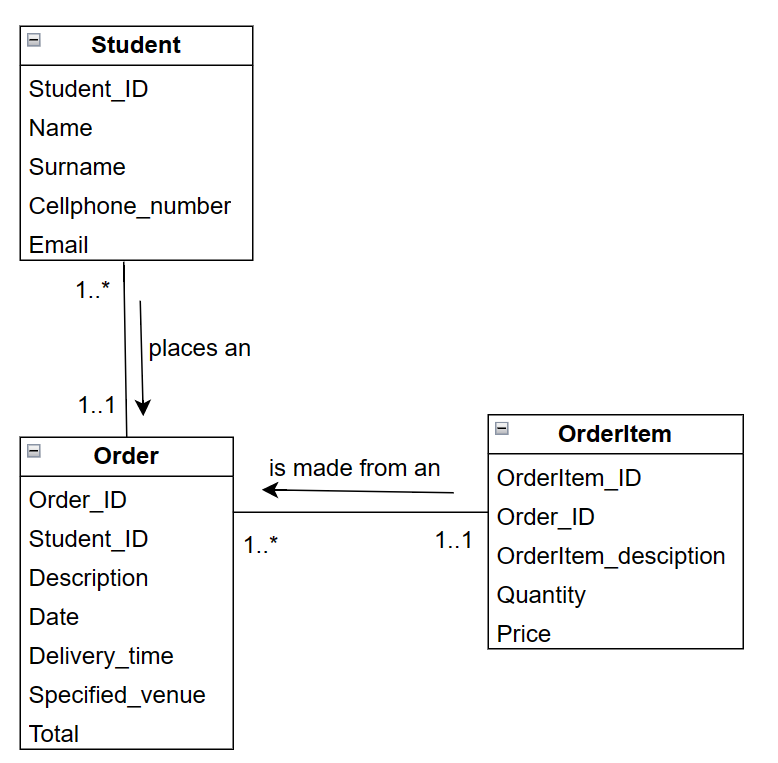 Student
Student_ID
Name
Surname
Cellphone_number
Email
1..*
places an
1..1
Order
Order_ID
Student_ID
Description
Date
Delivery_time
Specified_venue
Total
is made from an
1..*
1..1
OrderItem
OrderItem_ID
Order_ID
OrderItem_desciption
Quantity
Price